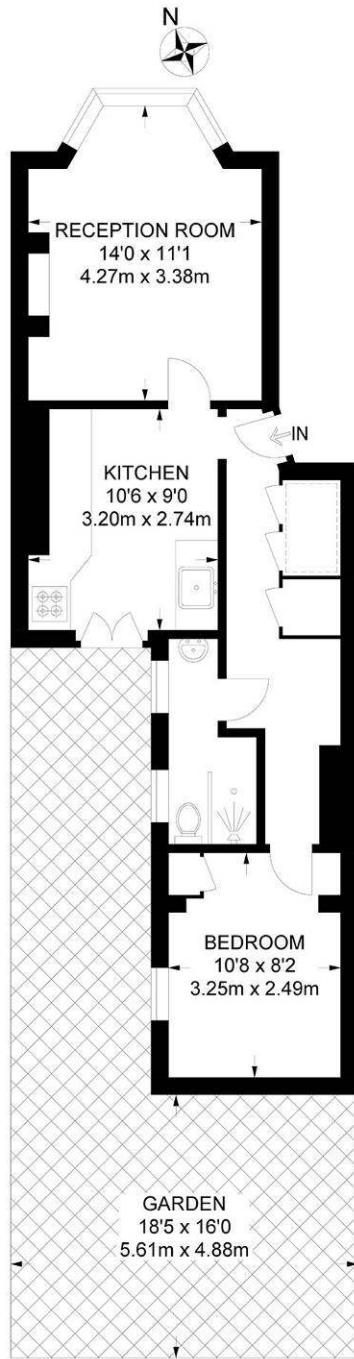 N
RECEPTION ROOM
14'0 x 11'1
4.27m x 3.38m
IN
KITCHEN
10'6 x 9'0
3.20m x 2.74m
BEDROOM
10'8 x 8'2
3.25m x 2.49m
GARDEN
18'5 x 16'0
5.61m x 4.88m